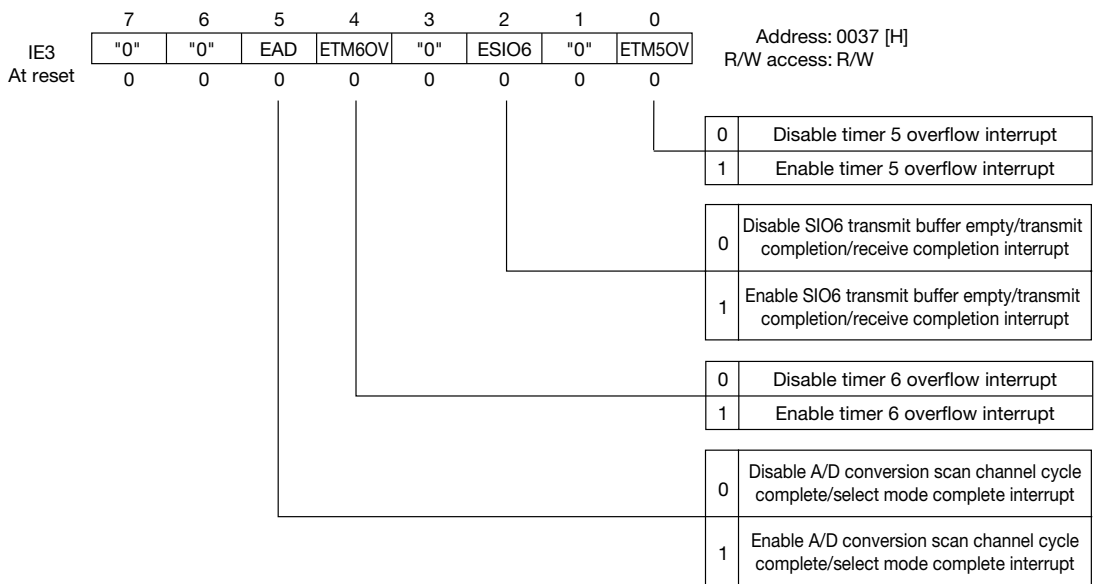 7 6 5 4 3 2 1 0
IE3 "0" "0" EAD ETM6OV "0" ESIO6 "0" ETM5OV
At reset 0 0 0 0 0 0 0 0
Address: 0037 [H]
R/W access: R/W
0 Disable timer 5 overflow interrupt
1 Enable timer 5 overflow interrupt
0 Disable SIO6 transmit buffer empty/transmit
completion/receive completion interrupt
1 Enable SIO6 transmit buffer empty/transmit
completion/receive completion interrupt
0 Disable timer 6 overflow interrupt
1 Enable timer 6 overflow interrupt
0 Disable A/D conversion scan channel cycle
complete/select mode complete interrupt
1 Enable A/D conversion scan channel cycle
complete/select mode complete interrupt